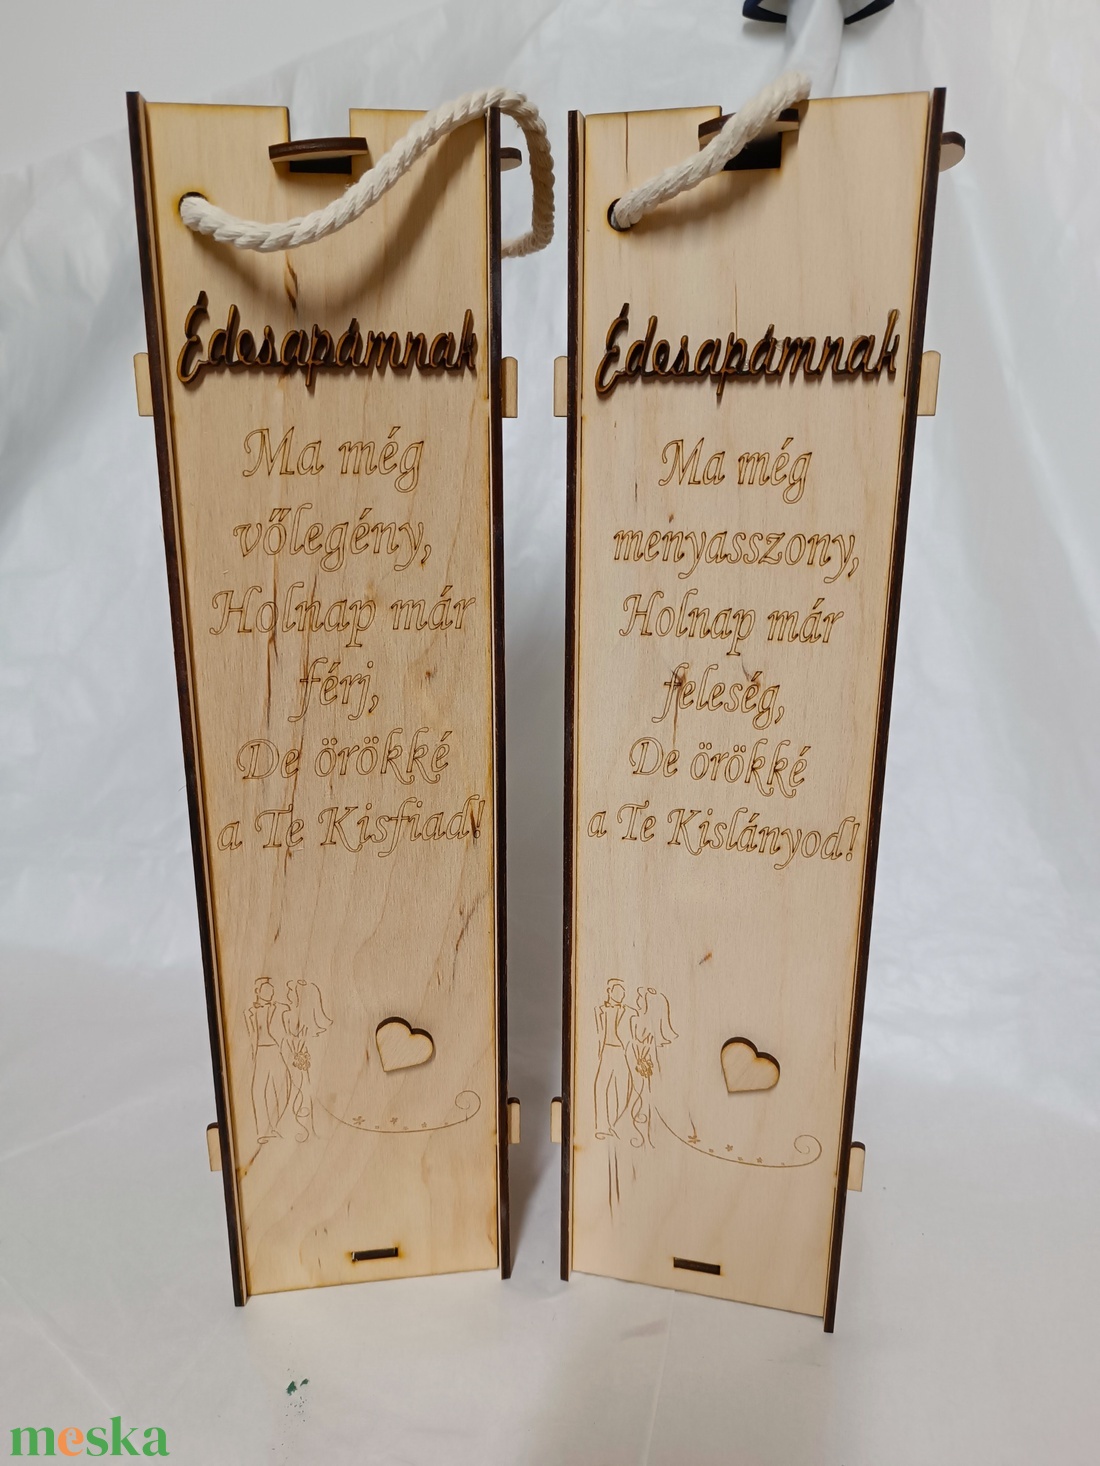 Édesapámnak
Ma még
vőlegény,
Holnap már
férj,
De örökké
a Te Kisfiad!
Édesapámnak
Ma még
menyasszony,
Holnap már
feleség,
De örökké
a Te Kislányod!
meska